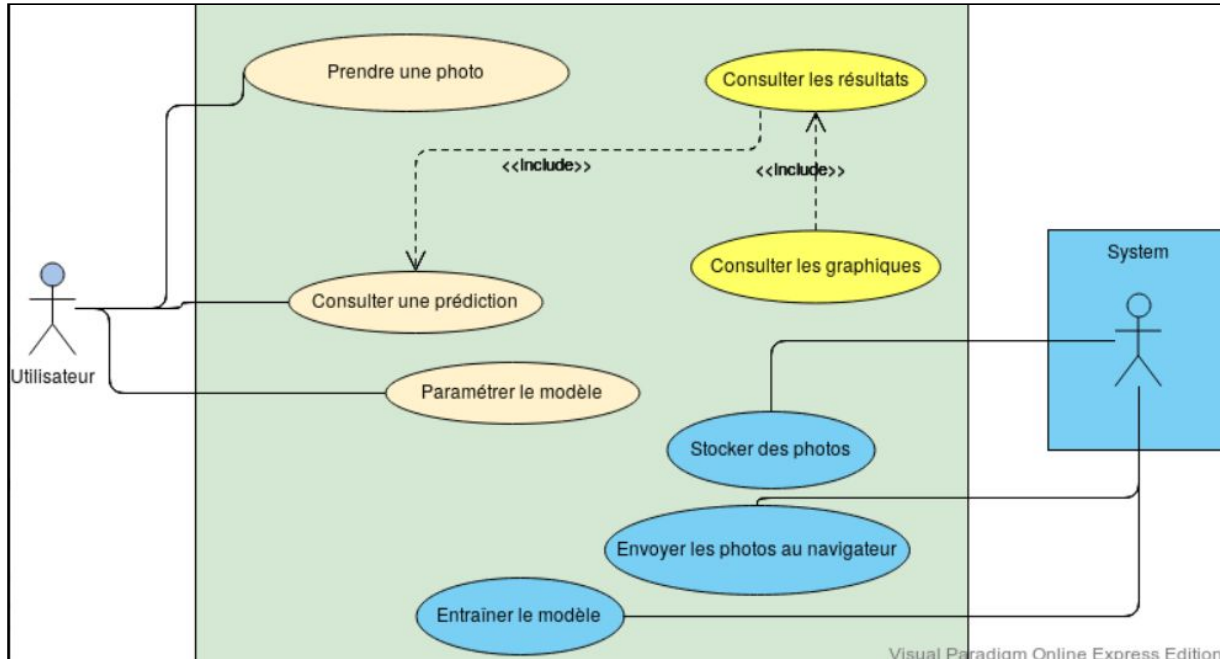 Prendre une photo
Consulter les résultats
<<Include>>
<<Include>>
System
Consulter les graphiques
Consulter une prédiction
Utilisateur
Paramétrer le modèle
Stocker des photos
Envoyer les photos au navigateur
Entraîner le modèle
Visual Paradigm Online Express Edition